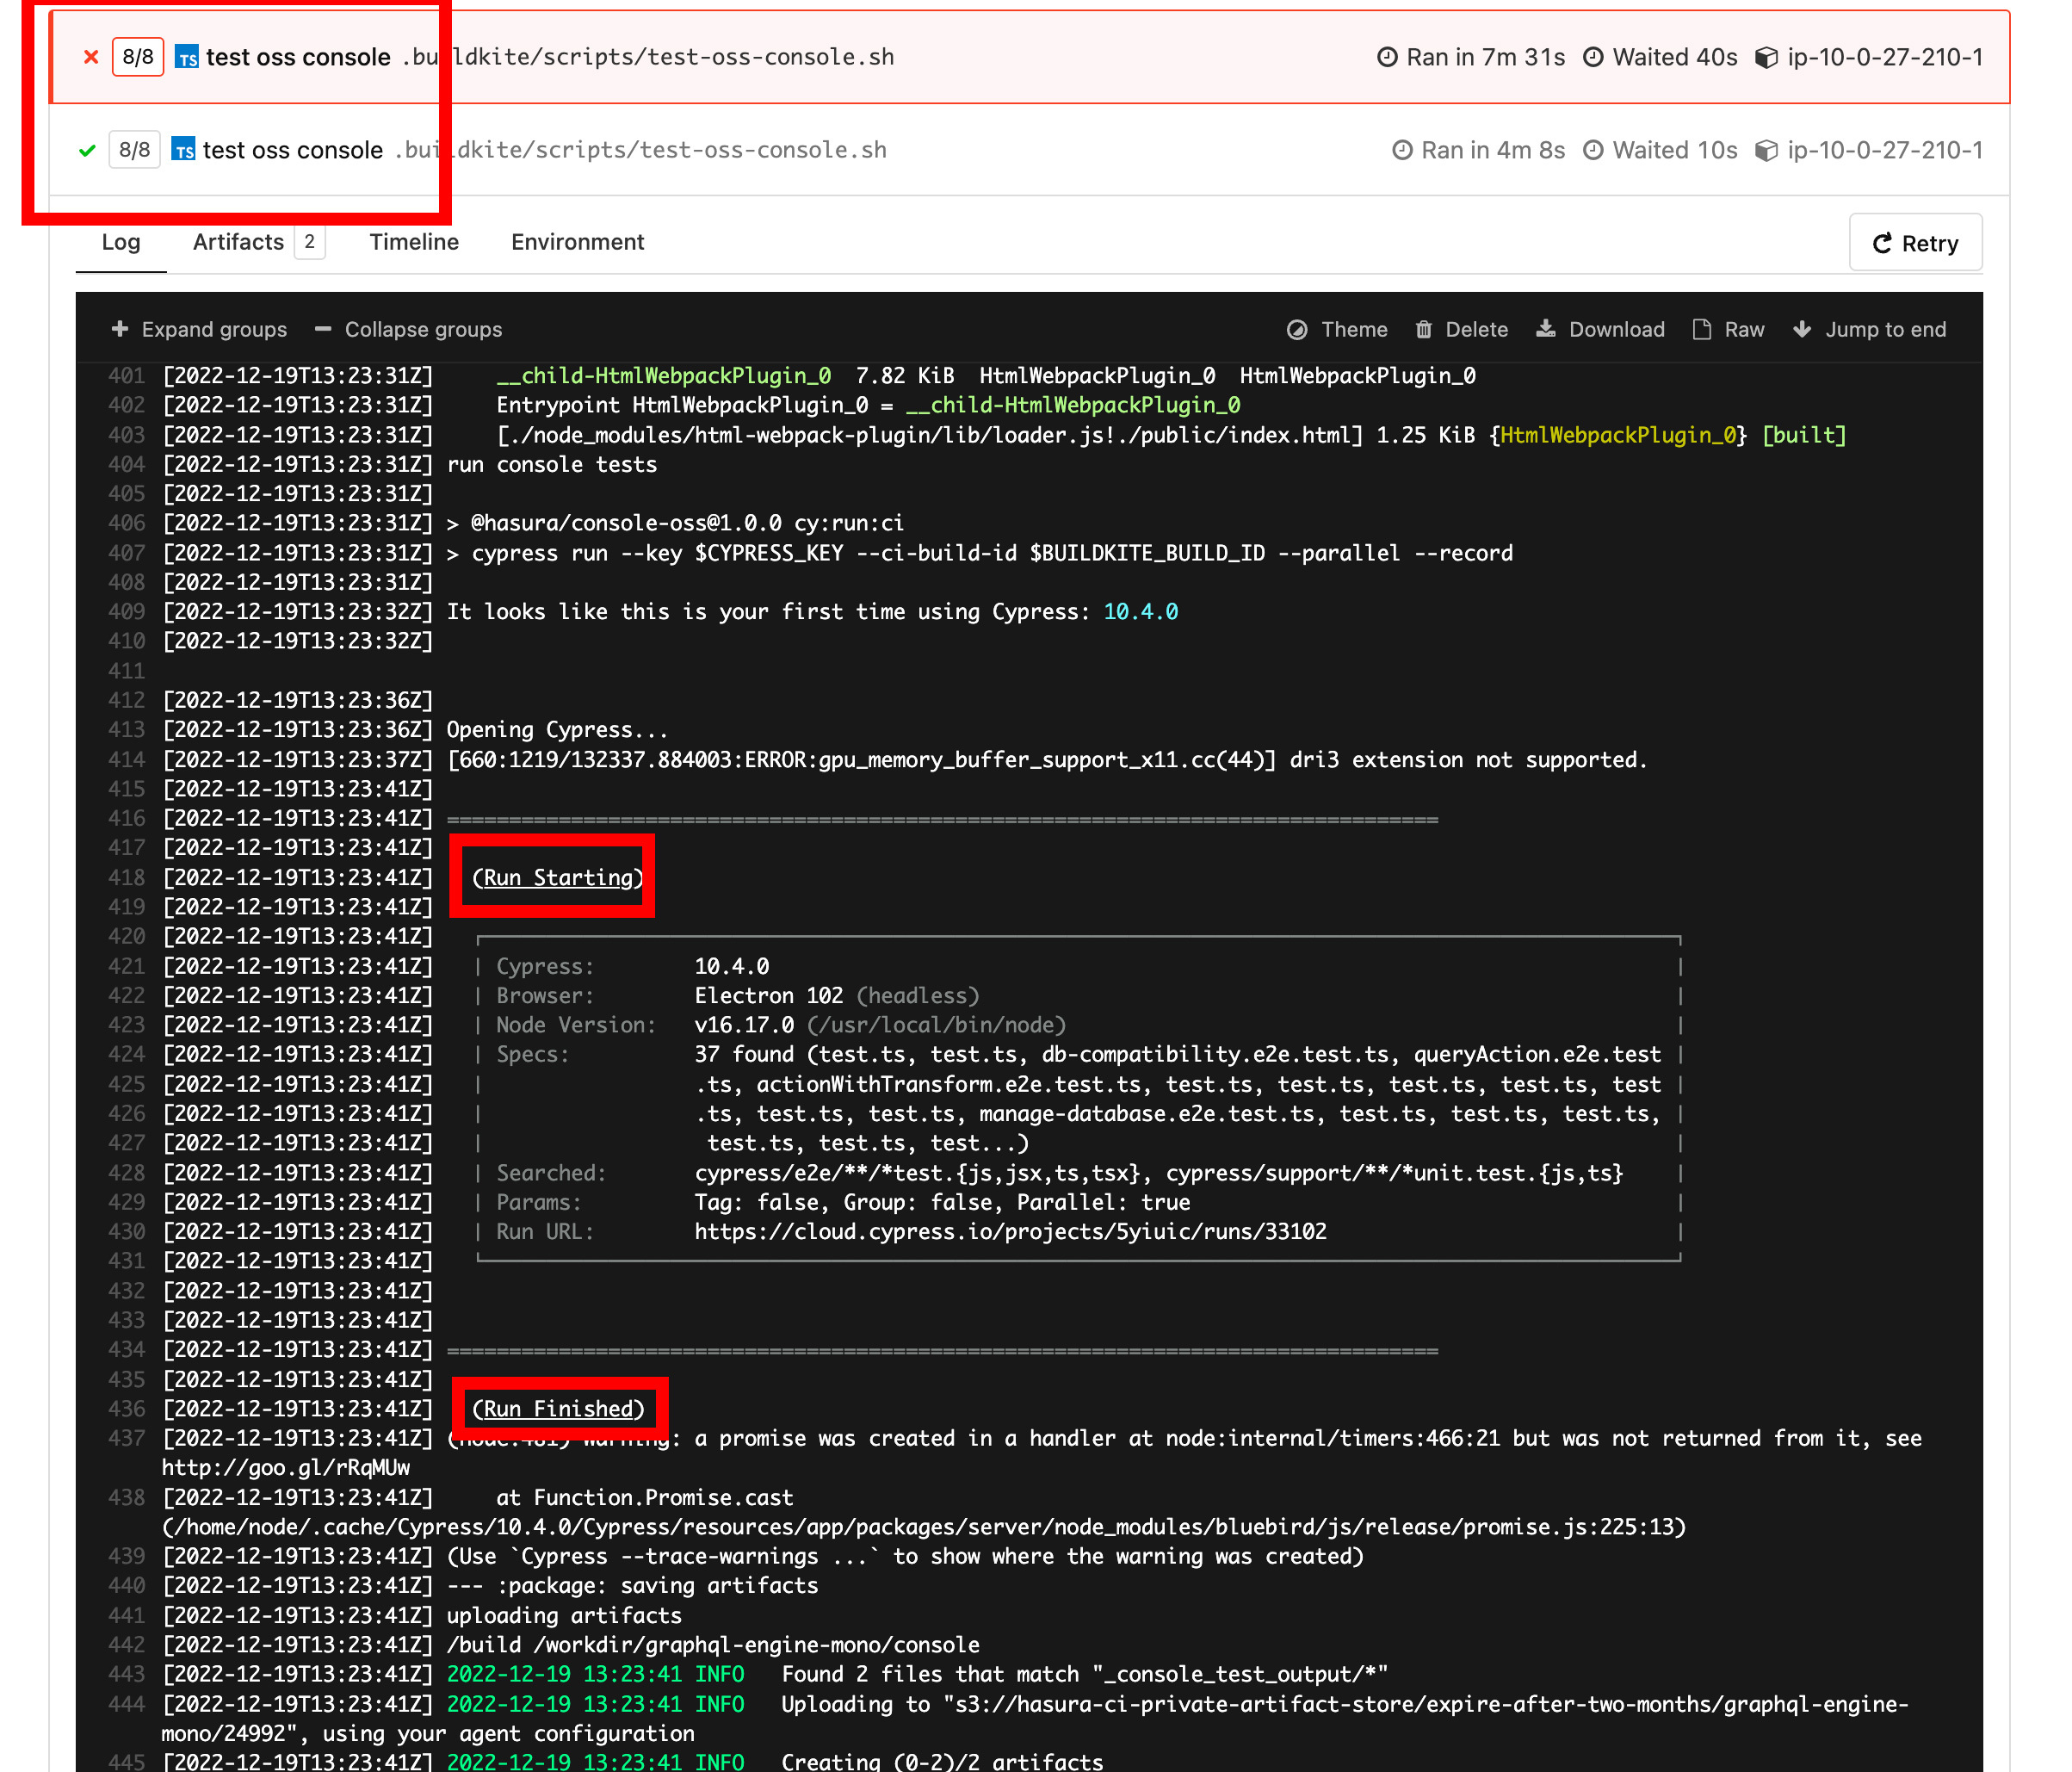 8/8 TS test oss console .buildkite/scripts/test-oss-console.sh Ran in 7m 31s Waited 40s ip-10-0-27-210-1
8/8 TS test oss console .buildkite/scripts/test-oss-console.sh Ran in 4m 8s Waited 10s ip-10-0-27-210-1
Log Artifacts 2 Timeline Environment Retry
Expand groups Collapse groups Theme Delete Download Raw Jump to end
401 [2022-12-19T13:23:31Z] __child-HtmlWebpackPlugin_0 7.82 KiB HtmlWebpackPlugin_0 HtmlWebpackPlugin_0
402 [2022-12-19T13:23:31Z] Entrypoint HtmlWebpackPlugin_0 = __child-HtmlWebpackPlugin_0
403 [2022-12-19T13:23:31Z] [./node_modules/html-webpack-plugin/lib/loader.js!./public/index.html] 1.25 KiB {HtmlWebpackPlugin_0} [built]
404 [2022-12-19T13:23:31Z] run console tests
405 [2022-12-19T13:23:31Z]
406 [2022-12-19T13:23:31Z] > @hasura/console-oss@1.0.0 cy:run:ci
407 [2022-12-19T13:23:31Z] > cypress run --key $CYPRESS_KEY --ci-build-id $BUILDKITE_BUILD_ID --parallel --record
408 [2022-12-19T13:23:31Z]
409 [2022-12-19T13:23:32Z] It looks like this is your first time using Cypress: 10.4.0
410 [2022-12-19T13:23:32Z]
411
412 [2022-12-19T13:23:36Z]
413 [2022-12-19T13:23:36Z] Opening Cypress...
414 [2022-12-19T13:23:37Z] [660:1219/132337.884003:ERROR:gpu_memory_buffer_support_x11.cc(44)] dri3 extension not supported.
415 [2022-12-19T13:23:41Z]
416 [2022-12-19T13:23:41Z] ================================================================================
417 [2022-12-19T13:23:41Z]
418 [2022-12-19T13:23:41Z] (Run Starting)
419 [2022-12-19T13:23:41Z]
420 [2022-12-19T13:23:41Z]
421 [2022-12-19T13:23:41Z] | Cypress: 10.4.0 |
422 [2022-12-19T13:23:41Z] | Browser: Electron 102 (headless) |
423 [2022-12-19T13:23:41Z] | Node Version: v16.17.0 (/usr/local/bin/node) |
424 [2022-12-19T13:23:41Z] | Specs: 37 found (test.ts, test.ts, db-compatibility.e2e.test.ts, queryAction.e2e.test |
425 [2022-12-19T13:23:41Z] | .ts, actionWithTransform.e2e.test.ts, test.ts, test.ts, test.ts, test.ts, test |
426 [2022-12-19T13:23:41Z] | .ts, test.ts, test.ts, manage-database.e2e.test.ts, test.ts, test.ts, test.ts, |
427 [2022-12-19T13:23:41Z] | test.ts, test.ts, test...) |
428 [2022-12-19T13:23:41Z] | Searched: cypress/e2e/**/*test.{js,jsx,ts,tsx}, cypress/support/**/*unit.test.{js,ts} |
429 [2022-12-19T13:23:41Z] | Params: Tag: false, Group: false, Parallel: true |
430 [2022-12-19T13:23:41Z] | Run URL: https://cloud.cypress.io/projects/5yiuic/runs/33102 |
431 [2022-12-19T13:23:41Z]
432 [2022-12-19T13:23:41Z]
433 [2022-12-19T13:23:41Z]
434 [2022-12-19T13:23:41Z] ================================================================================
435 [2022-12-19T13:23:41Z]
436 [2022-12-19T13:23:41Z] (Run Finished)
437 [2022-12-19T13:23:41Z] (node:481) Warning: a promise was created in a handler at node:internal/timers:466:21 but was not returned from it, see
http://goo.gl/rRqMUw
438 [2022-12-19T13:23:41Z] at Function.Promise.cast
(/home/node/.cache/Cypress/10.4.0/Cypress/resources/app/packages/server/node_modules/bluebird/js/release/promise.js:225:13)
439 [2022-12-19T13:23:41Z] (Use `Cypress --trace-warnings ...` to show where the warning was created)
440 [2022-12-19T13:23:41Z] --- :package: saving artifacts
441 [2022-12-19T13:23:41Z] uploading artifacts
442 [2022-12-19T13:23:41Z] /build /workdir/graphql-engine-mono/console
443 [2022-12-19T13:23:41Z] 2022-12-19 13:23:41 INFO Found 2 files that match "_console_test_output/*"
444 [2022-12-19T13:23:41Z] 2022-12-19 13:23:41 INFO Uploading to "s3://hasura-ci-private-artifact-store/expire-after-two-months/graphql-engine-
mono/24992", using your agent configuration
445 [2022-12-19T13:23:41Z] 2022-12-19 13:23:41 INFO Creating (0-2)/2 artifacts